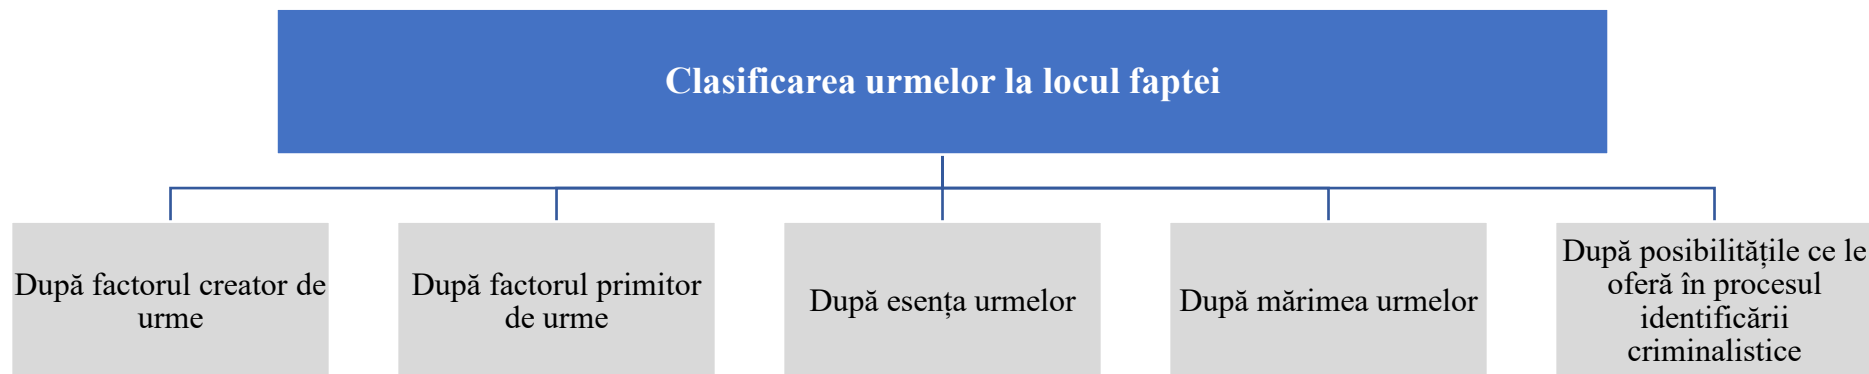 Clasificarea urmelor la locul faptei
După factorul creator de
urme
După factorul primitor
de urme
După esența urmelor
După mărimea urmelor
După posibilitățile ce le
oferă în procesul
identificării
criminalistice